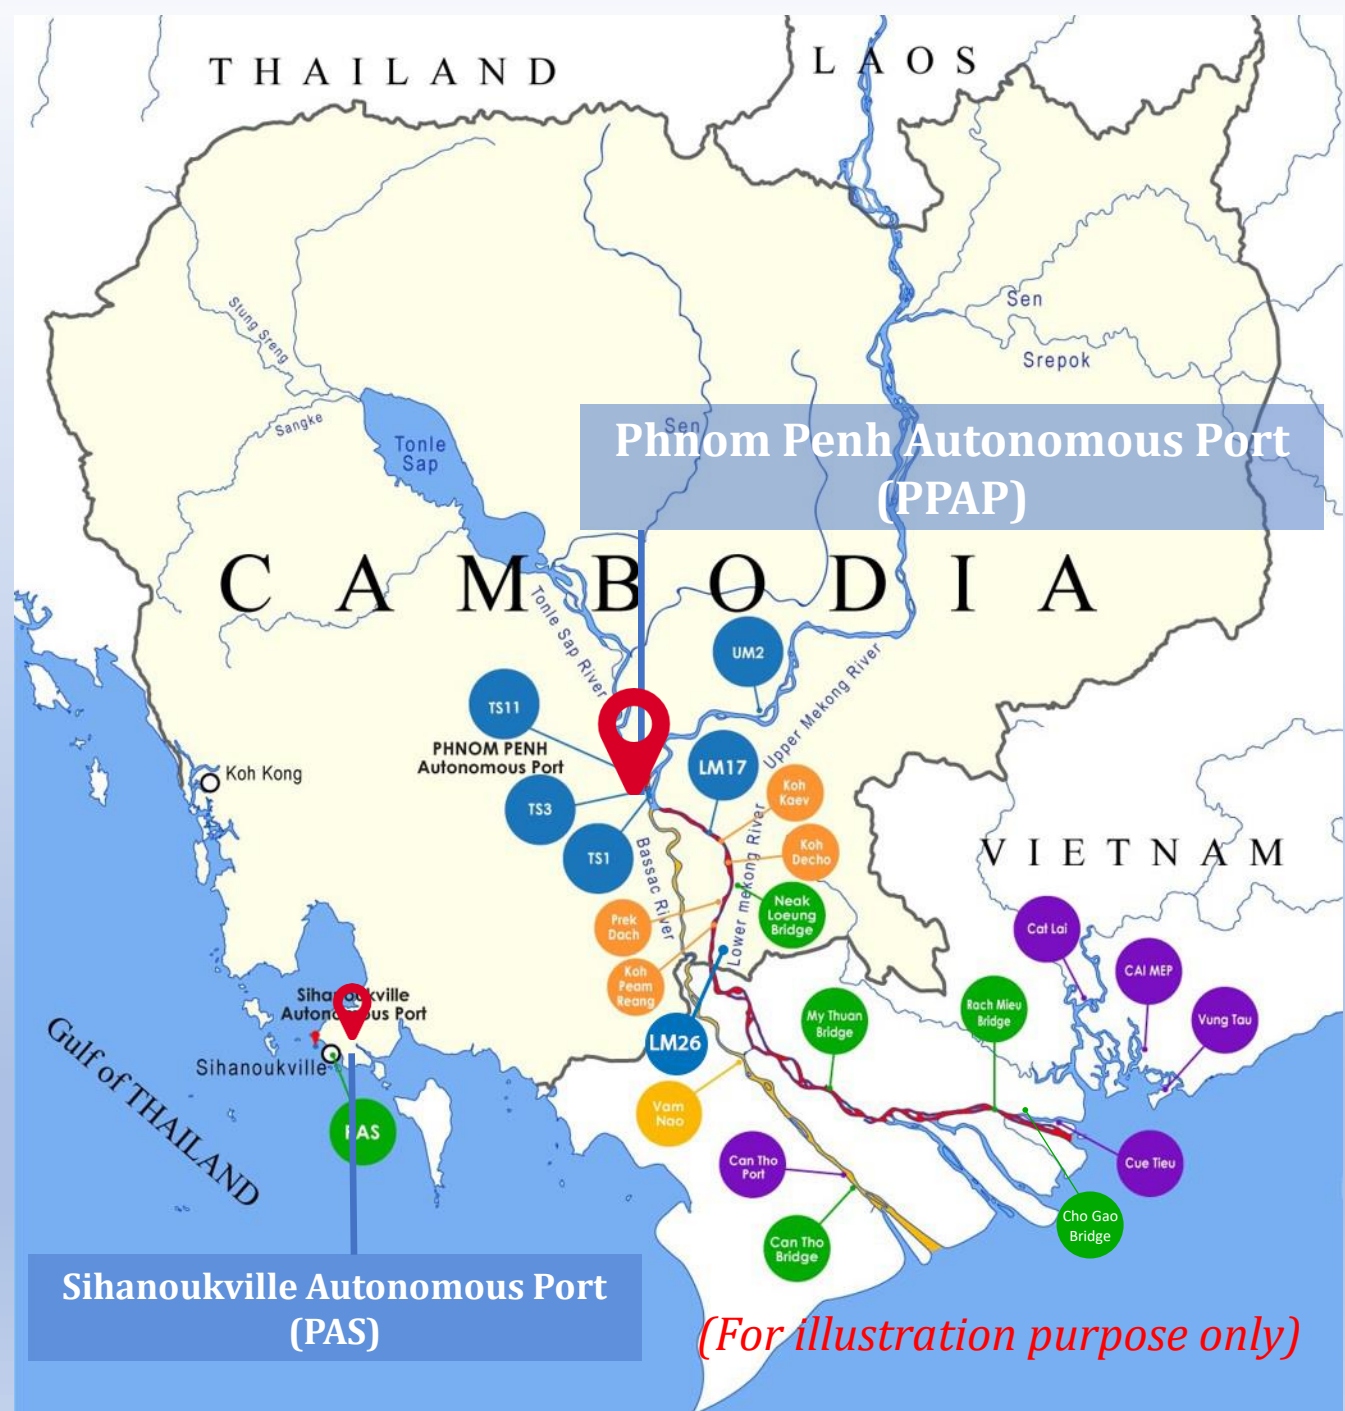 THAILAND
LAOS
Stung Sreng
Sangke
Tonle
Sap
Sen
Srepok
Sen
Phnom Penh Autonomous Port
(PPAP)
CAMBODIA
Tonle Sap River
UM2
Upper Mekong River
TS11
PHNOM PENH
Autonomous Port
LM17
Koh Kong
TS3
Koh
Kaev
TS1
Koh
Decho
Bassac River
Lower mekong River
VIETNAM
Prek
Dach
Neak
Loeung
Bridge
Koh
Peam
Reang
Cat Lai
CAI MEP
Vung Tau
Sihanoukville
Autonomous Port
Sihanoukville
LM26
My Thuan
Bridge
Rach Mieu
Bridge
Gulf of THAILAND
PAS
Vam
Nao
Can Tho
Port
Cue Tieu
Can Tho
Bridge
Cho Gao
Bridge
Sihanoukville Autonomous Port
(PAS)
(For illustration purpose only)